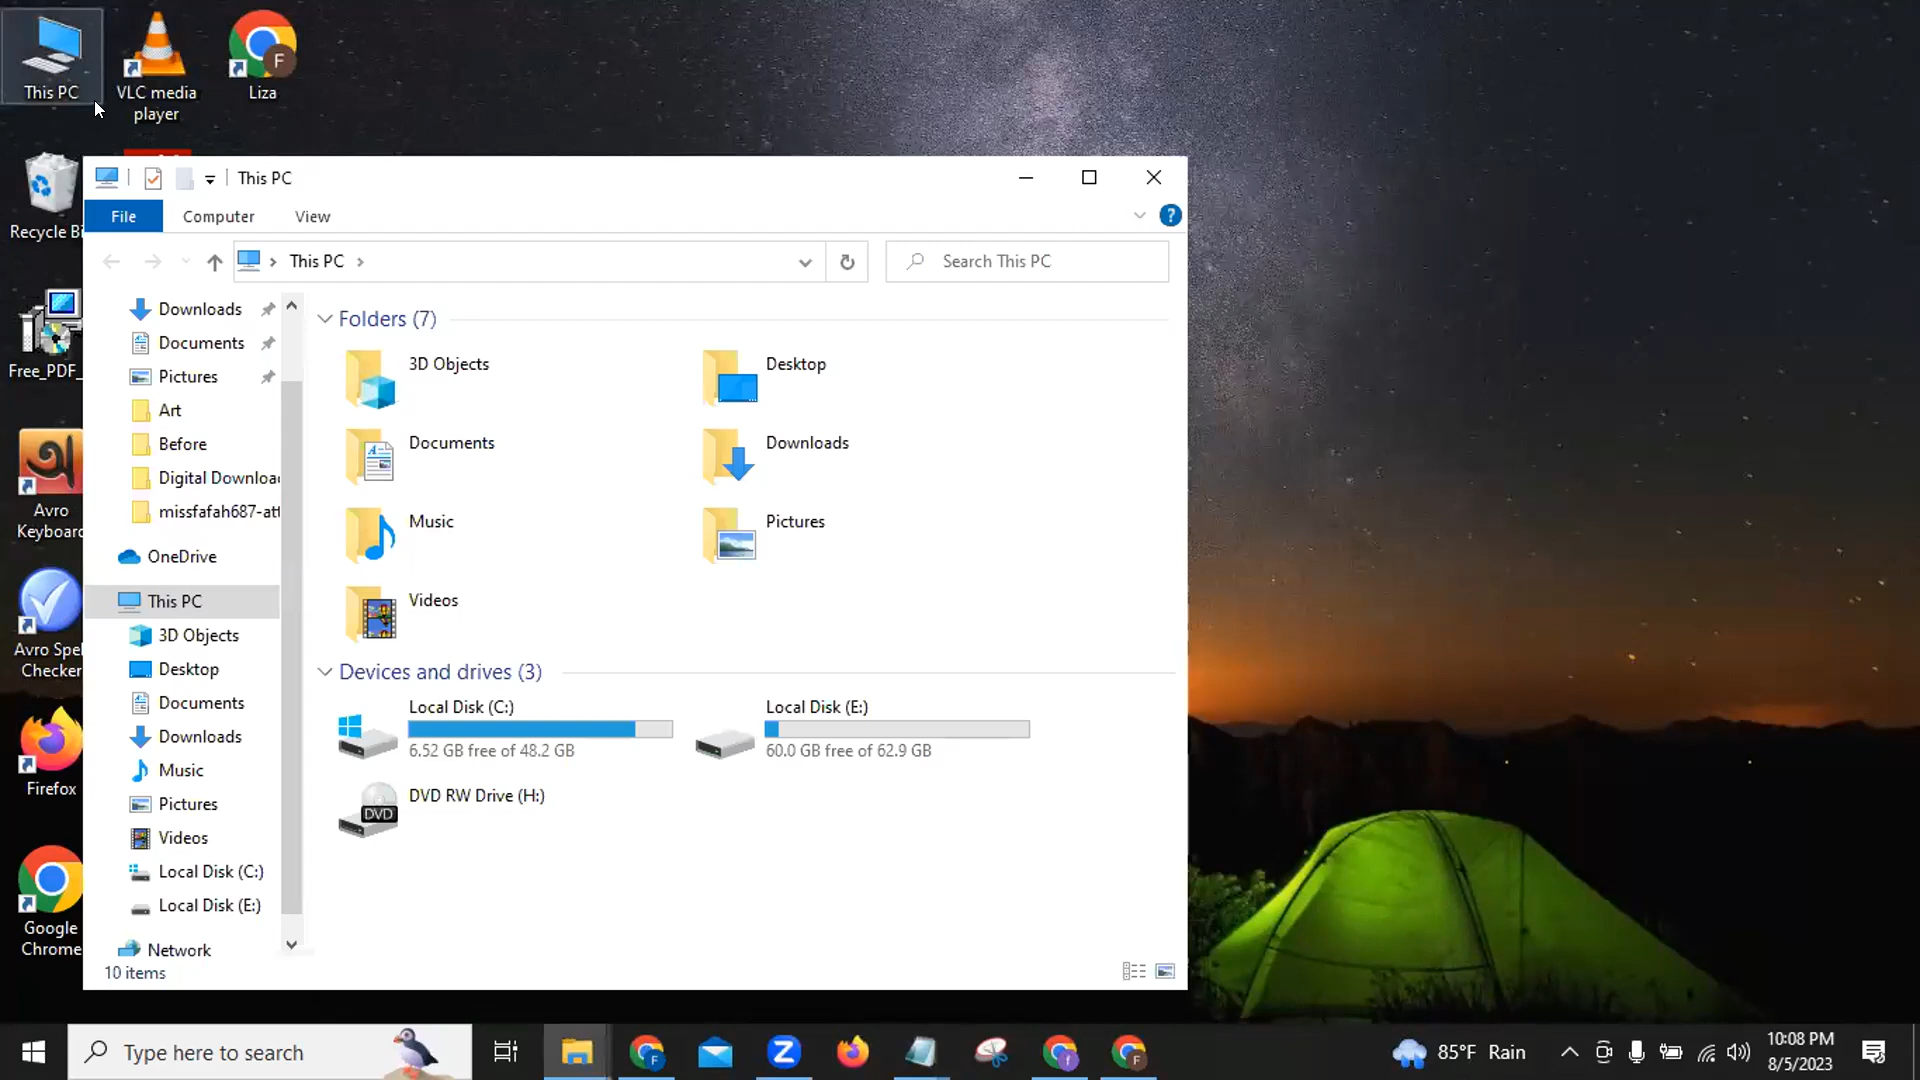 This PC
VLC media
player
Liza
Recycle Bi
Free_PDF_
Avro
Keyboard
Avro Spel
Checker
Firefox
Google
Chrome
This PC
File
Computer
View
?
This PC
Search This PC
Downloads
Documents
Pictures
Art
Before
Digital Downloa
missfafah687-att
OneDrive
This PC
3D Objects
Desktop
Documents
Downloads
Music
Pictures
Videos
Local Disk (C:)
Local Disk (E:)
Network
10 items
Folders (7)
3D Objects
Desktop
Documents
Downloads
Music
Pictures
Videos
Devices and drives (3)
Local Disk (C:)
6.52 GB free of 48.2 GB
Local Disk (E:)
60.0 GB free of 62.9 GB
DVD
DVD RW Drive (H:)
Type here to search
85°F Rain
10:08 PM
8/5/2023